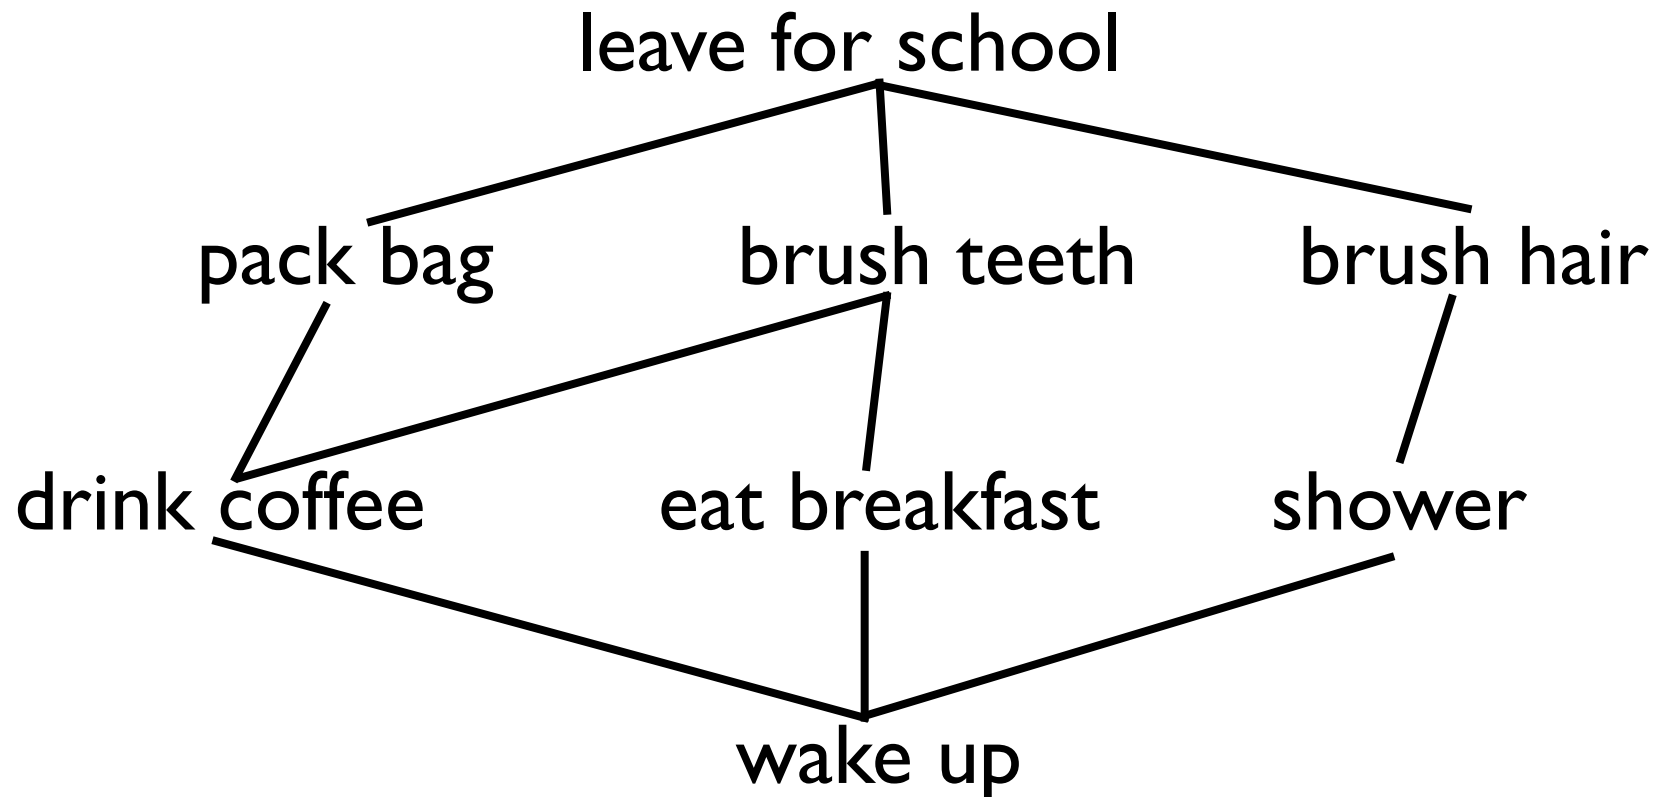 leave for school
pack bag brush teeth brush hair
drink coffee eat breakfast shower
wake up